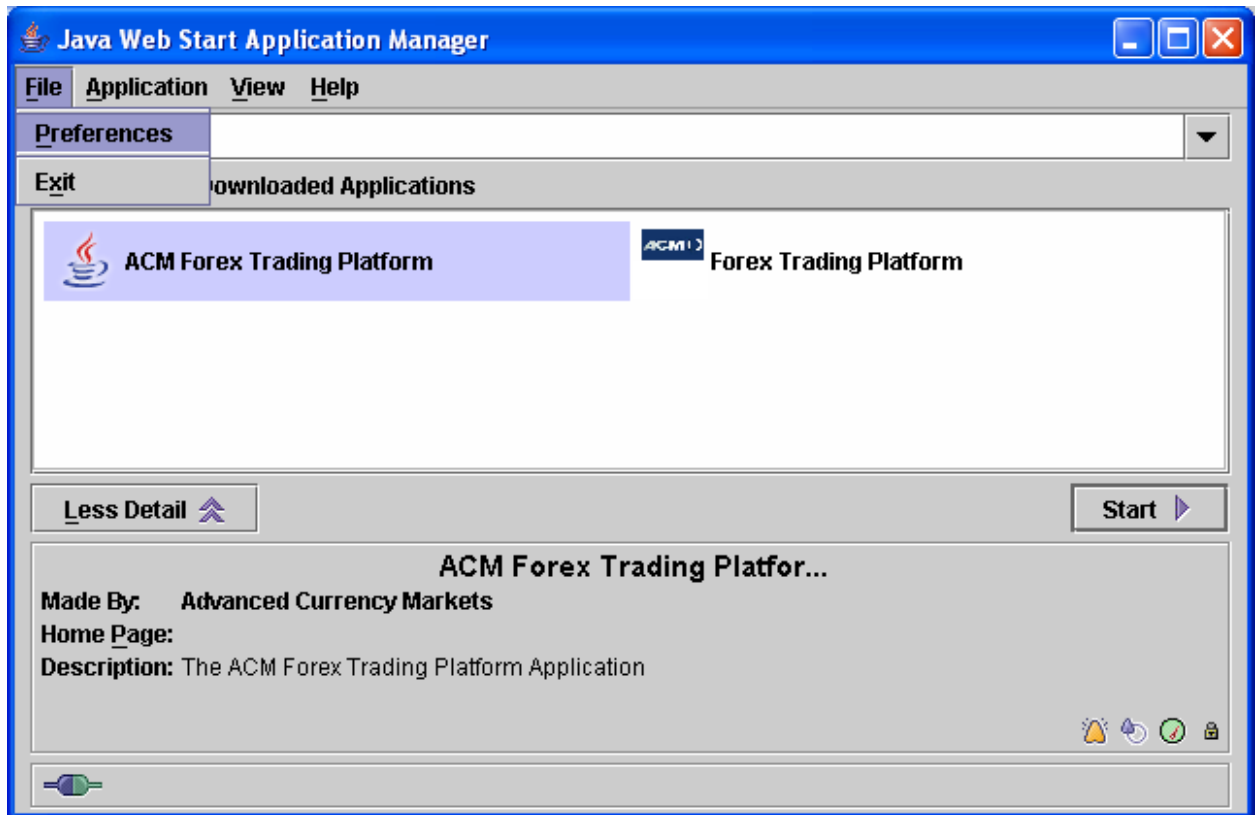 Java Web Start Application Manager
File Application View Help
Preferences
Exit
ownloaded Applications
ACM Forex Trading Platform
ACM
Forex Trading Platform
Less Detail
Start
ACM Forex Trading Platfor...
Made By: Advanced Currency Markets
Home Page:
Description: The ACM Forex Trading Platform Application